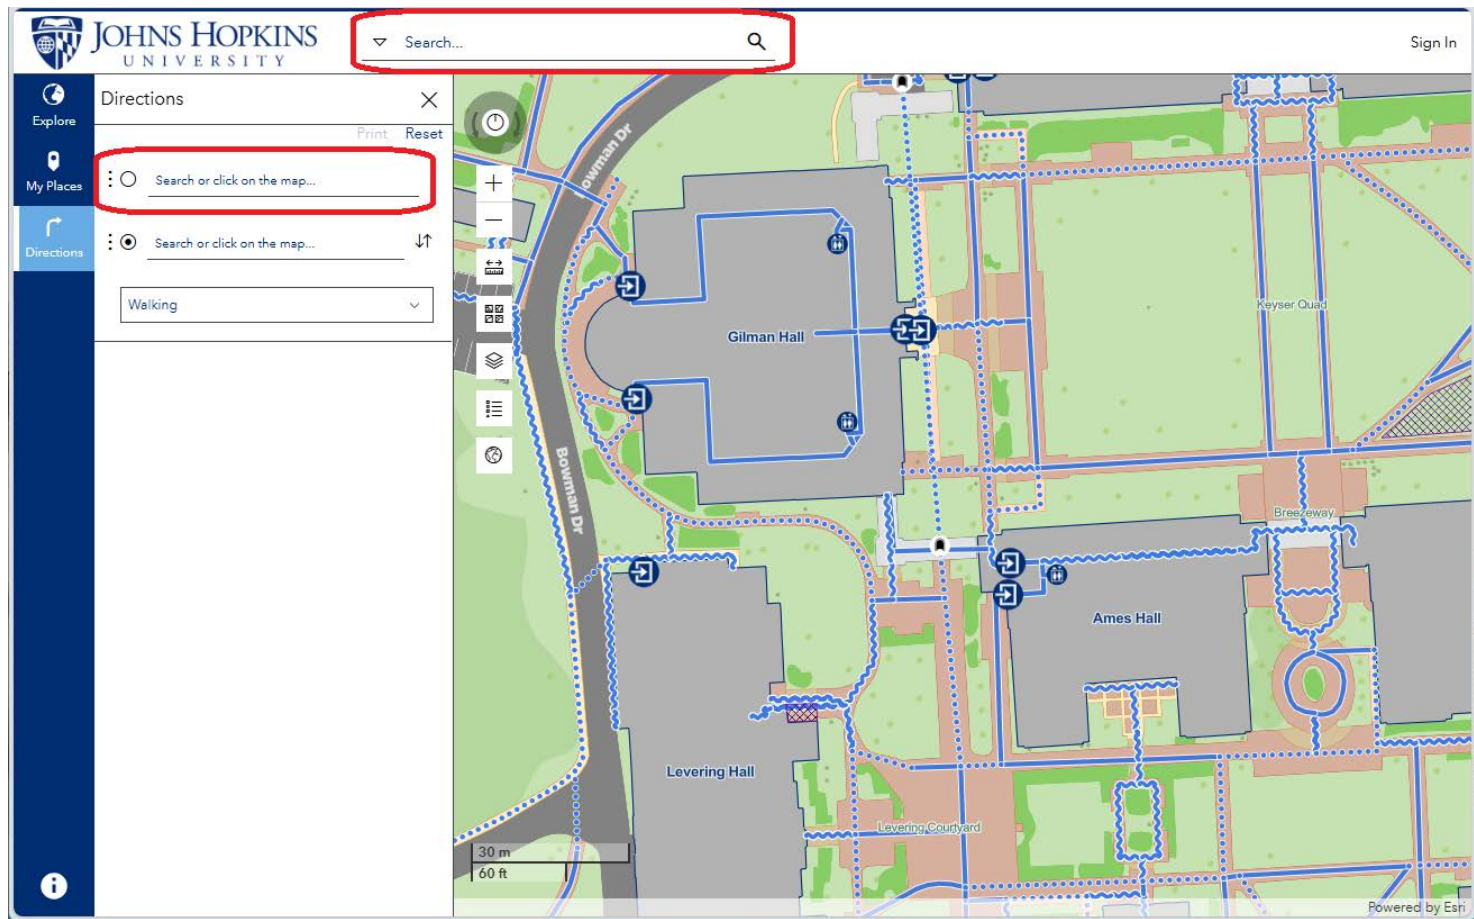 JOHNS HOPKINS
UNIVERSITY
Search...
Sign In
Explore
My Places
Directions
Directions
Print Reset
Search or click on the map...
Search or click on the map...
Walking
Bowman Dr
Keyser Quad
Gilman Hall
Bowman Dr
Breezeway
Ames Hall
Levering Hall
Levering Courtyard
30 m
60 ft
Powered by Esri